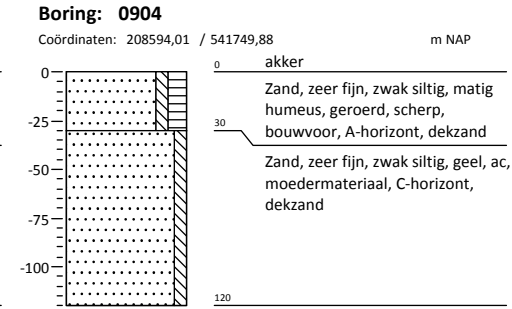 Boring: 0904
Coördinaten: 208594,01 / 541749,88 m NAP
0
-25
-50
-75
-100
0 akker
Zand, zeer fijn, zwak siltig, matig
humeus, geroerd, scherp,
bouwvoor, A-horizont, dekzand
30
Zand, zeer fijn, zwak siltig, geel, ac,
moedermateriaal, C-horizont,
dekzand
120